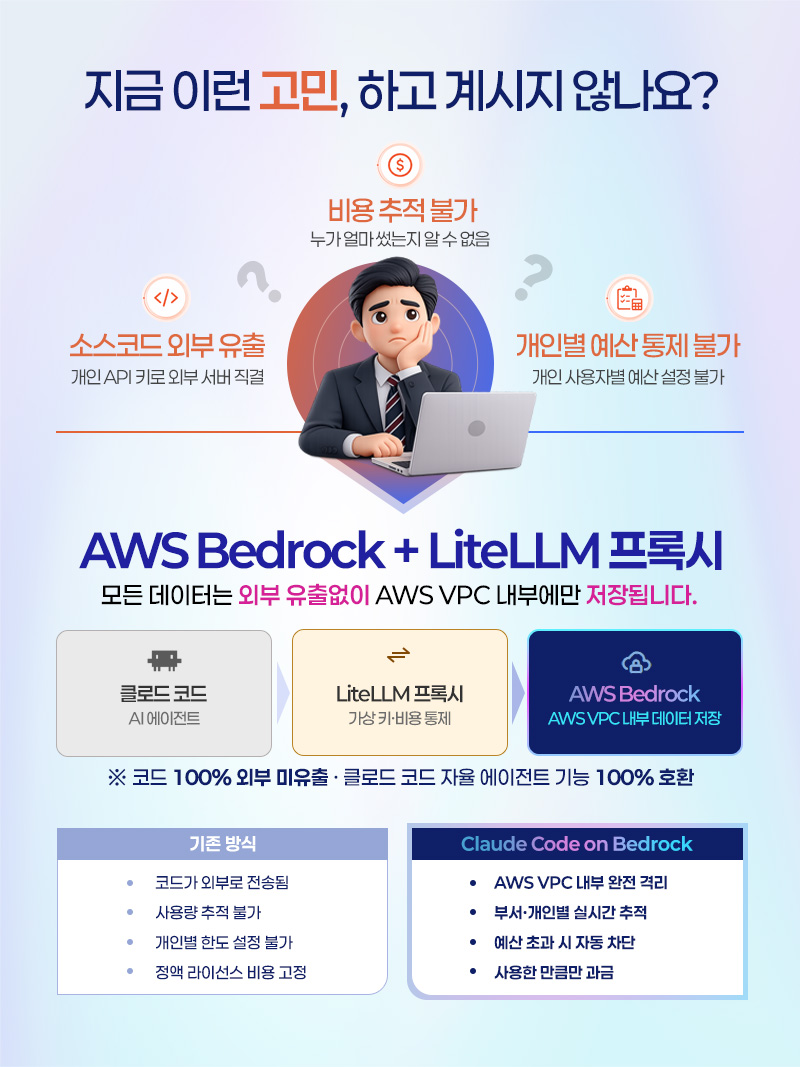 지금 이런 고민, 하고 계시지 않나요?
비용 추적 불가
누가 얼마 썼는지 알 수 없음
소스코드 외부 유출
개인 API 키로 외부 서버 직결
개인별 예산 통제 불가
개인 사용자별 예산 설정 불가
AWS Bedrock + LiteLLM 프록시
모든 데이터는 외부 유출없이 AWS VPC 내부에만 저장됩니다.
클로드 코드
AI 에이전트
LiteLLM 프록시
가상 키·비용 통제
AWS Bedrock
AWS VPC 내부 데이터 저장
※ 코드 100% 외부 미유출 · 클로드 코드 자율 에이전트 기능 100% 호환
기존 방식
• 코드가 외부로 전송됨
• 사용량 추적 불가
• 개인별 한도 설정 불가
• 정액 라이선스 비용 고정
Claude Code on Bedrock
• AWS VPC 내부 완전 격리
• 부서·개인별 실시간 추적
• 예산 초과 시 자동 차단
• 사용한 만큼만 과금